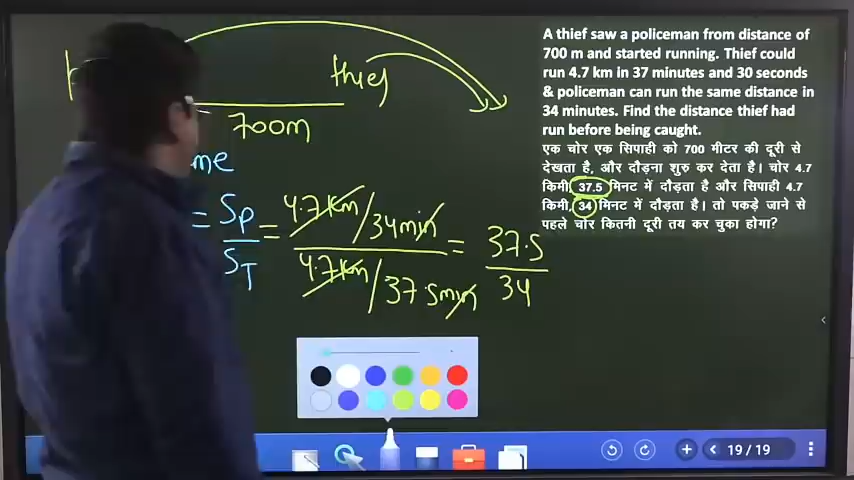 A thief saw a policeman from distance of
700 m and started running. Thief could
run 4.7 km in 37 minutes and 30 seconds
& policeman can run the same distance in
34 minutes. Find the distance thief had
run before being caught.
एक चोर एक सिपाही को 700 मीटर की दूरी से
देखता है, और दौड़ना शुरु कर देता है। चोर 4.7
किमी, 37.5 मिनट में दौड़ता है और सिपाही 4.7
किमी, 34 मिनट में दौड़ता है। तो पकड़े जाने से
पहले चोर कितनी दूरी तय कर चुका होगा?
thief
700m
me
= SP/ST = 4.7km/34min / 4.7km/37.5min = 37.5/34
19/19